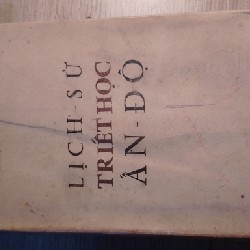 LỊCH - SỬ
TRIẾT HỌC
ẤN - ĐỘ